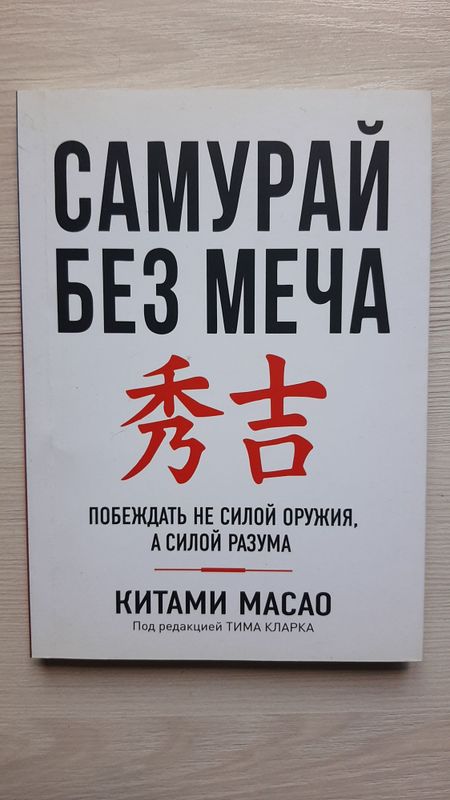 САМУРАЙ
БЕЗ МЕЧА
秀吉
ПОБЕЖДАТЬ НЕ СИЛОЙ ОРУЖИЯ,
А СИЛОЙ РАЗУМА
КИТАМИ МАСАО
Под редакцией ТИМА КЛАРКА